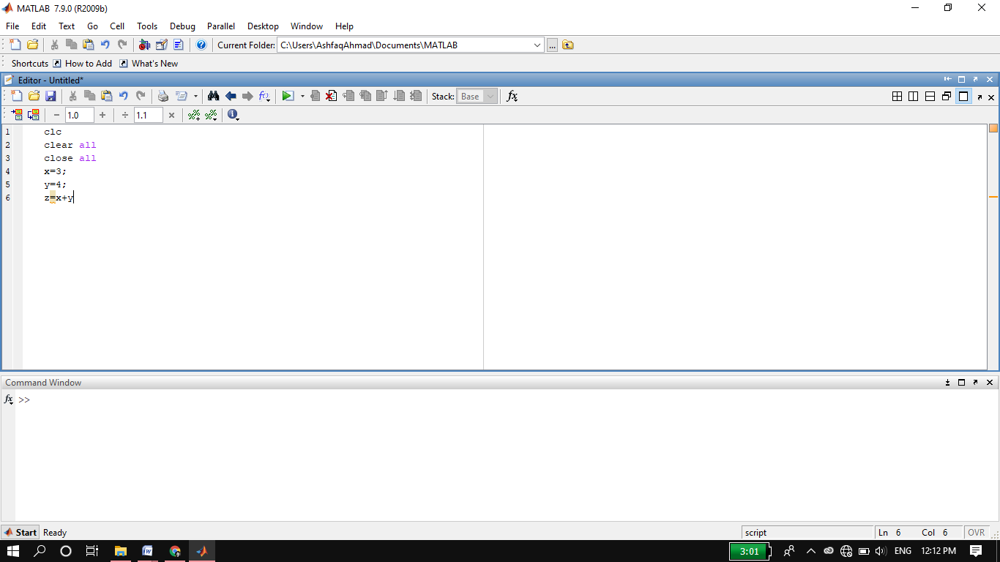 MATLAB 7.9.0 (R2009b)
File Edit Text Go Cell Tools Debug Parallel Desktop Window Help
Current Folder: C:\Users\AshfaqAhmad\Documents\MATLAB ...
Shortcuts How to Add What's New
Editor - Untitled*
Stack: Base fx
− 1.0 + ÷ 1.1 ×
1 clc
2 clear all
3 close all
4 x=3;
5 y=4;
6 z=x+y
Command Window
fx >>
Start Ready script Ln 6 Col 6 OVR
3:01 ENG 12:12 PM